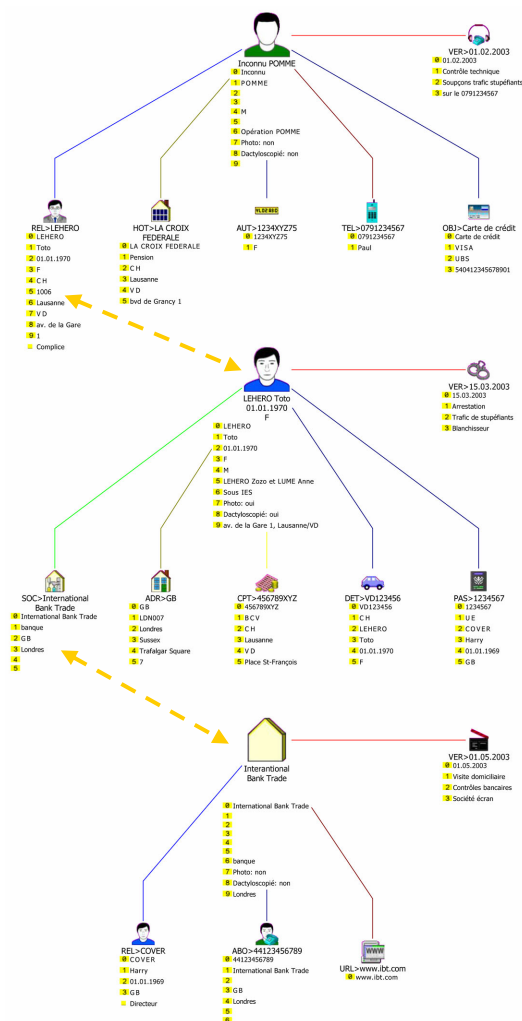 Inconnu POMME
0 Inconnu
1 POMME
2
3
4 M
5
6 Opération POMME
7 Photo: non
8 Dactyloscopié: non
9
VER>01.02.2003
0 01.02.2003
1 Contrôle technique
2 Soupçons trafic stupéfiants
3 sur le 0791234567
REL>LEHERO
0 LEHERO
1 Toto
2 01.01.1970
3 F
4 CH
5 1006
6 Lausanne
7 VD
8 av. de la Gare
9 1
Complice
HOT>LA CROIX
FEDERALE
0 LA CROIX FEDERALE
1 Pension
2 CH
3 Lausanne
4 VD
5 bvd de Grancy 1
AUT>1234XYZ75
0 1234XYZ75
1 F
TEL>0791234567
0 0791234567
1 Paul
OBJ>Carte de crédit
0 Carte de crédit
1 VISA
2 UBS
3 540412345678901
LEHERO Toto
01.01.1970
F
0 LEHERO
1 Toto
2 01.01.1970
3 F
4 M
5 LEHERO Zozo et LUME Anne
6 Sous IES
7 Photo: oui
8 Dactyloscopié: oui
9 av. de la Gare 1, Lausanne/VD
VER>15.03.2003
0 15.03.2003
1 Arrestation
2 Trafic de stupéfiants
3 Blanchisseur
SOC>International
Bank Trade
0 International Bank Trade
1 banque
2 GB
3 Londres
4
5
ADR>GB
0 GB
1 LDN007
2 Londres
3 Sussex
4 Trafalgar Square
5 7
CPT>456789XYZ
0 456789XYZ
1 BCV
2 CH
3 Lausanne
4 VD
5 Place St-François
DET>VD123456
0 VD123456
1 CH
2 LEHERO
3 Toto
4 01.01.1970
5 F
PAS>1234567
0 1234567
1 UE
2 COVER
3 Harry
4 01.01.1969
5 GB
Interantional
Bank Trade
0 International Bank Trade
1
2
3
4
5
6 banque
7 Photo: non
8 Dactyloscopié: non
9 Londres
VER>01.05.2003
0 01.05.2003
1 Visite domiciliaire
2 Contrôles bancaires
3 Société écran
REL>COVER
0 COVER
1 Harry
2 01.01.1969
3 GB
Directeur
ABO>44123456789
0 44123456789
1 International Bank Trade
2
3 GB
4 Londres
5
6
WWW
URL>www.ibt.com
0 www.ibt.com